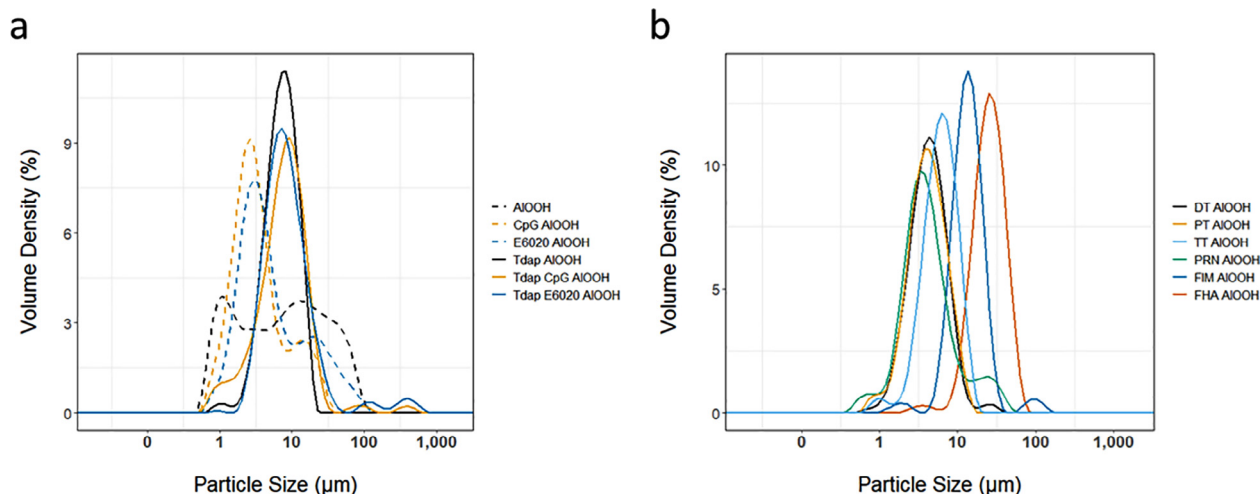 a
Volume Density (%)
9
6
3
0
0 1 10 100 1,000
Particle Size (µm)
AlOOH
CpG AlOOH
E6020 AlOOH
Tdap AlOOH
Tdap CpG AlOOH
Tdap E6020 AlOOH
b
Volume Density (%)
10
5
0
0 1 10 100 1,000
Particle Size (µm)
DT AlOOH
PT AlOOH
TT AlOOH
PRN AlOOH
FIM AlOOH
FHA AlOOH